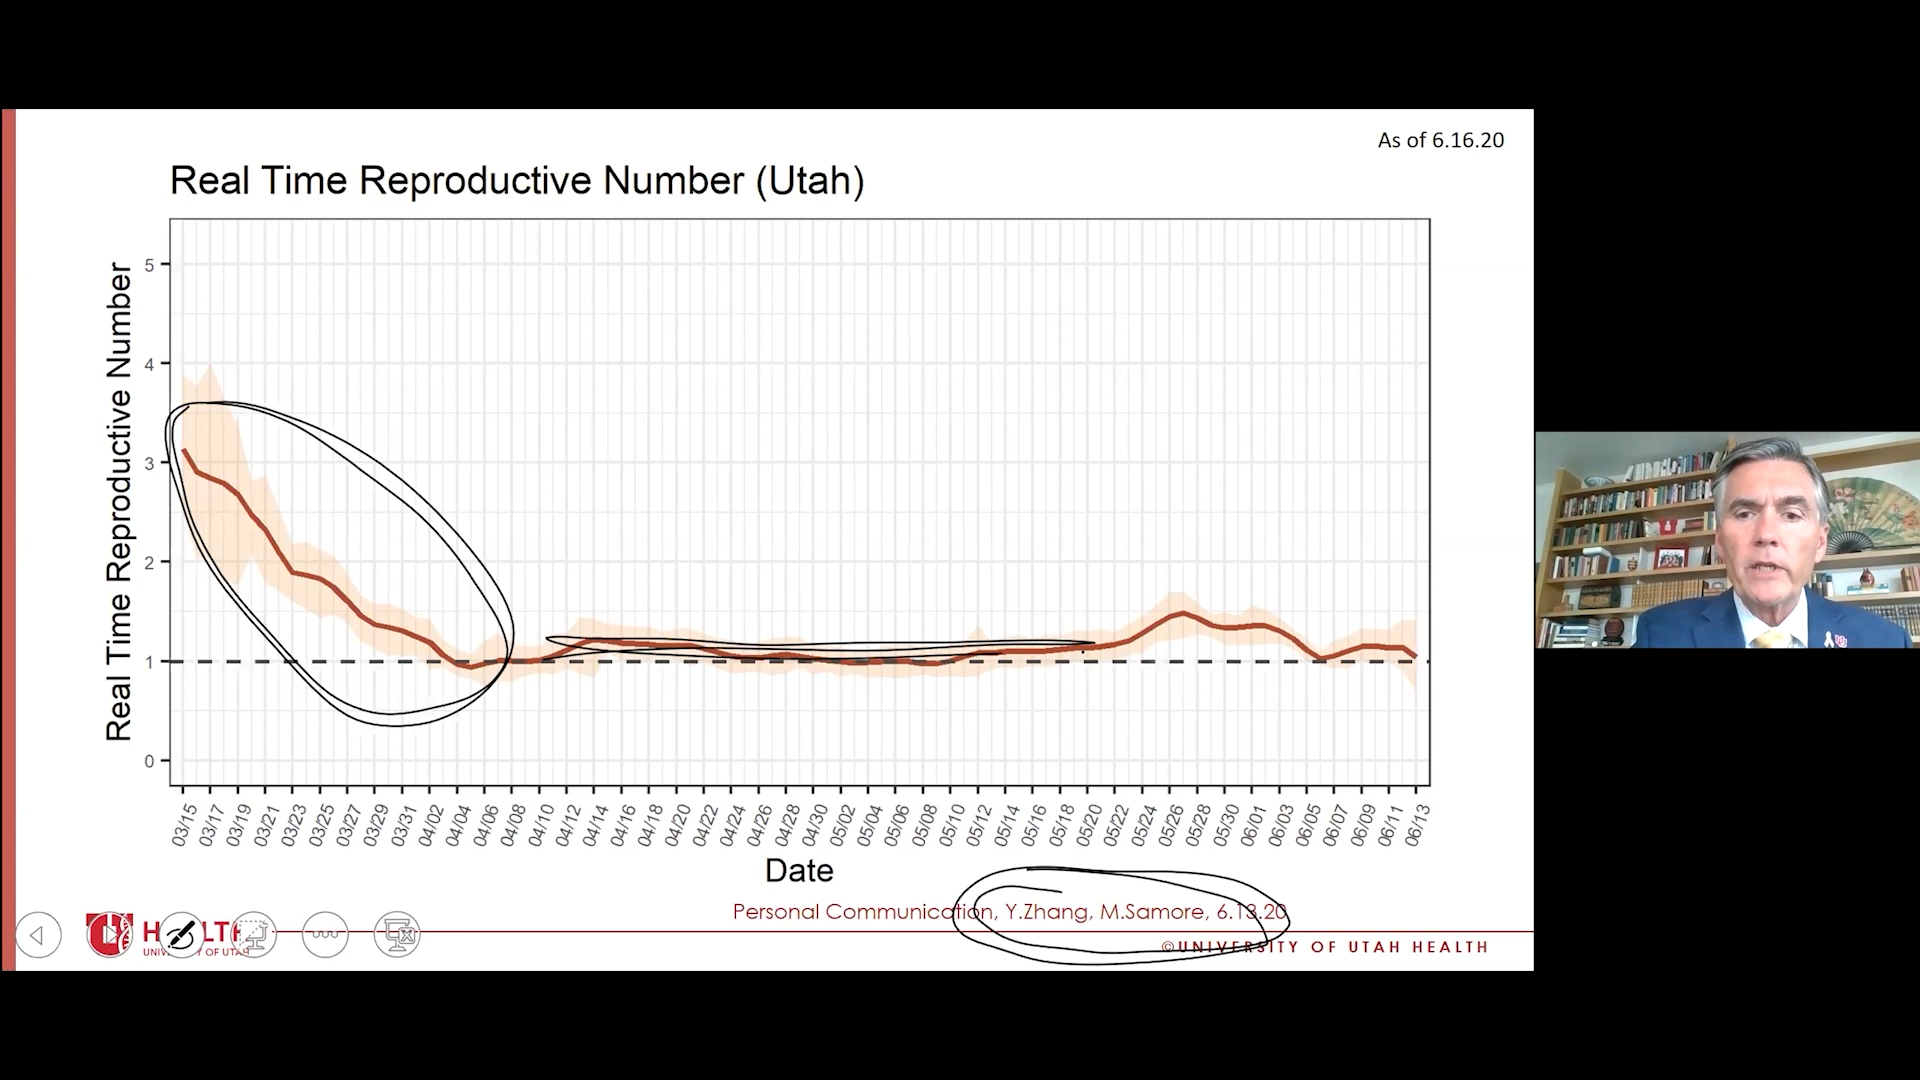 As of 6.16.20
Real Time Reproductive Number (Utah)
Real Time Reproductive Number
5
4
3
2
1
0
03/15 03/17 03/19 03/21 03/23 03/25 03/27 03/29 03/31 04/02 04/04 04/06 04/08 04/10 04/12 04/14 04/16 04/18 04/20 04/22 04/24 04/26 04/28 04/30 05/02 05/04 05/06 05/08 05/10 05/12 05/14 05/16 05/18 05/20 05/22 05/24 05/26 05/28 05/30 06/01 06/03 06/05 06/07 06/09 06/11 06/13
Date
Personal Communication, Y.Zhang, M.Samore, 6.13.20
HEALTH
UNIVERSITY OF UTAH
©UNIVERSITY OF UTAH HEALTH